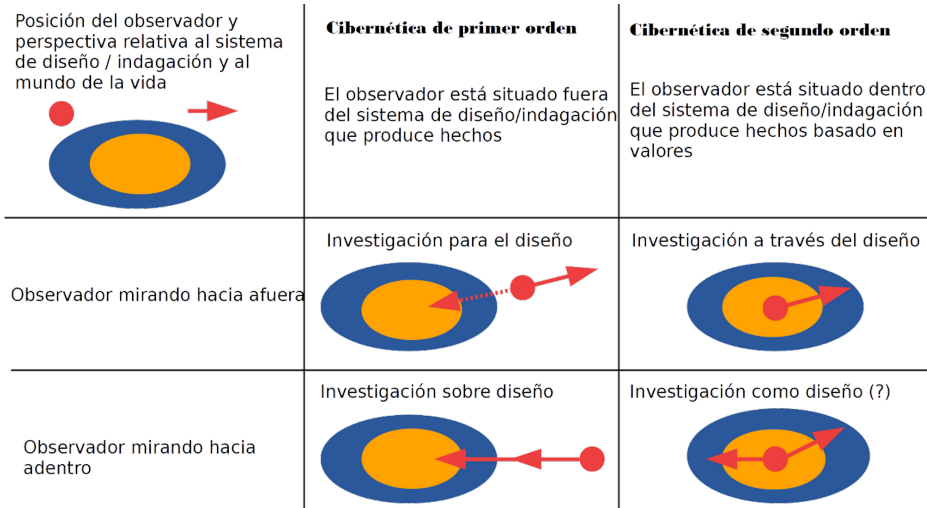 Posición del observador y
perspectiva relativa al sistema
de diseño / indagación y al
mundo de la vida
Cibernética de primer orden
El observador está situado fuera
del sistema de diseño/indagación
que produce hechos
Cibernética de segundo orden
El observador está situado dentro
del sistema de diseño/indagación
que produce hechos basado en
valores
Observador mirando hacia afuera
Investigación para el diseño
Investigación a través del diseño
Observador mirando hacia
adentro
Investigación sobre diseño
Investigación como diseño (?)